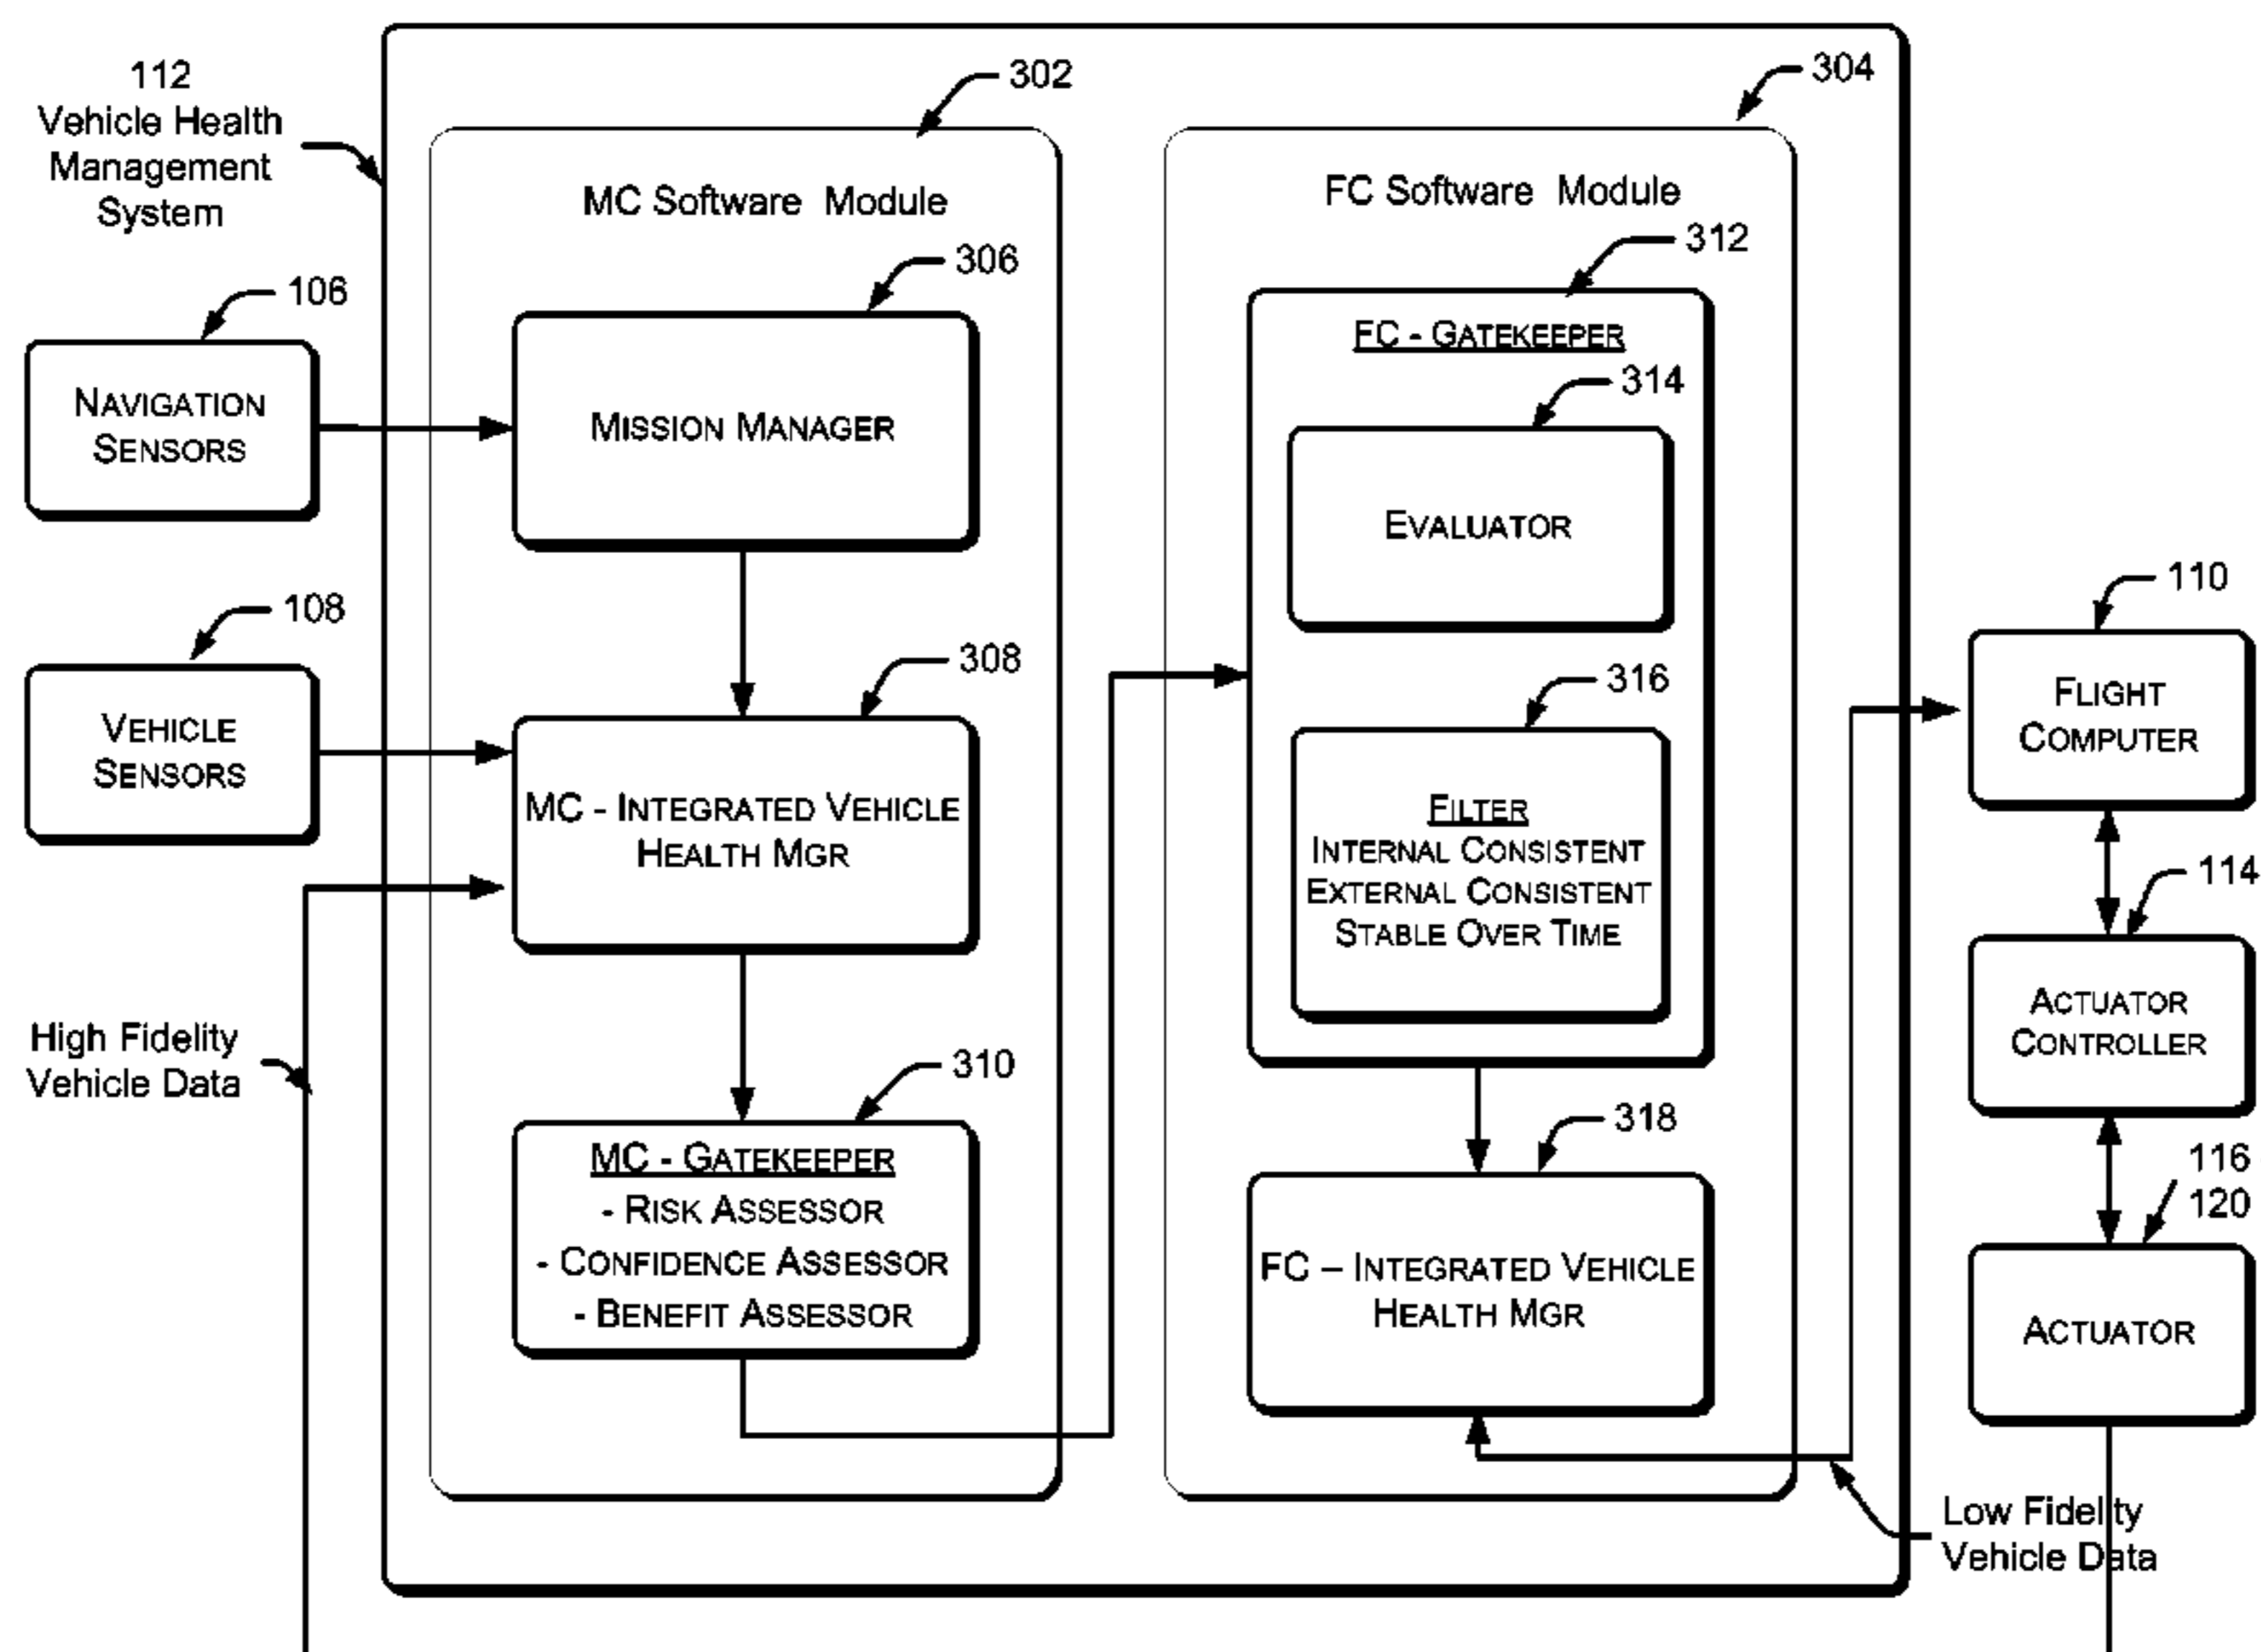 112
Vehicle Health
Management
System
302
304
MC Software Module
FC Software Module
306
312
106
FC - GATEKEEPER
314
NAVIGATION
SENSORS
MISSION MANAGER
EVALUATOR
110
108
308
316
FLIGHT
COMPUTER
VEHICLE
SENSORS
MC - INTEGRATED VEHICLE
HEALTH MGR
FILTER
INTERNAL CONSISTENT
EXTERNAL CONSISTENT
STABLE OVER TIME
114
ACTUATOR
CONTROLLER
High Fidelity
Vehicle Data
310
318
MC - GATEKEEPER
- RISK ASSESSOR
- CONFIDENCE ASSESSOR
- BENEFIT ASSESSOR
116
120
FC – INTEGRATED VEHICLE
HEALTH MGR
ACTUATOR
Low Fidelity
Vehicle Data